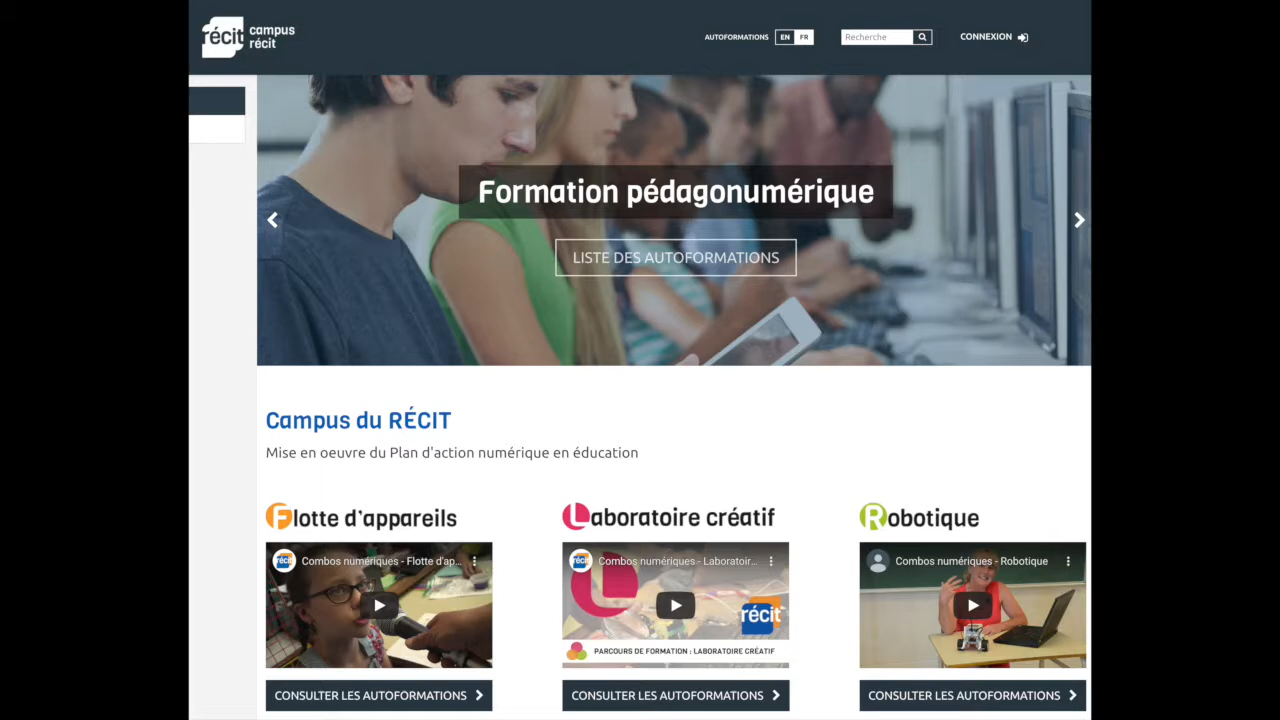 récit campus
récit
AUTOFORMATIONS EN FR Recherche CONNEXION
Formation pédagonumérique
LISTE DES AUTOFORMATIONS
Campus du RÉCIT
Mise en oeuvre du Plan d'action numérique en éducation
Flotte d'appareils
Laboratoire créatif
Robotique
récit Combos numériques - Flotte d'ap...
récit Combos numériques - Laboratoir...
Combos numériques - Robotique
L
récit
PARCOURS DE FORMATION : LABORATOIRE CRÉATIF
CONSULTER LES AUTOFORMATIONS
CONSULTER LES AUTOFORMATIONS
CONSULTER LES AUTOFORMATIONS